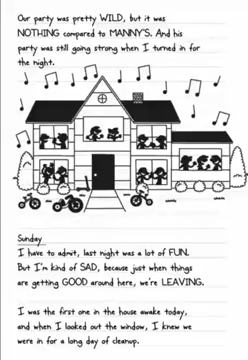 Our party was pretty WILD, but it was
NOTHING compared to MANNY'S. And his
party was still going strong when I turned in for
the night.
Sunday
I have to admit, last night was a lot of FUN.
But I'm kind of SAD, because just when things
are getting GOOD around here, we're LEAVING.
I was the first one in the house awake today,
and when I looked out the window, I knew we
were in for a long day of cleanup.